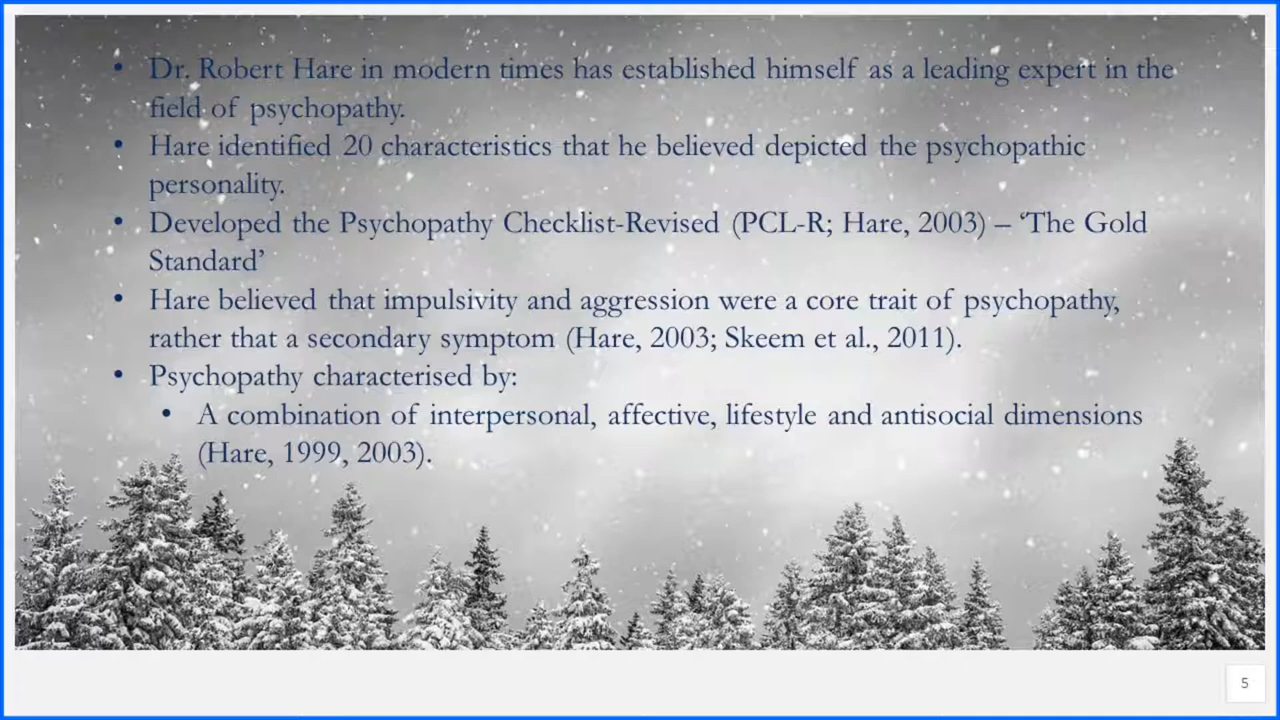 • Dr. Robert Hare in modern times has established himself as a leading expert in the
field of psychopathy.
• Hare identified 20 characteristics that he believed depicted the psychopathic
personality.
• Developed the Psychopathy Checklist-Revised (PCL-R; Hare, 2003) – ‘The Gold
Standard’
• Hare believed that impulsivity and aggression were a core trait of psychopathy,
rather that a secondary symptom (Hare, 2003; Skeem et al., 2011).
• Psychopathy characterised by:
• A combination of interpersonal, affective, lifestyle and antisocial dimensions
(Hare, 1999, 2003).
5